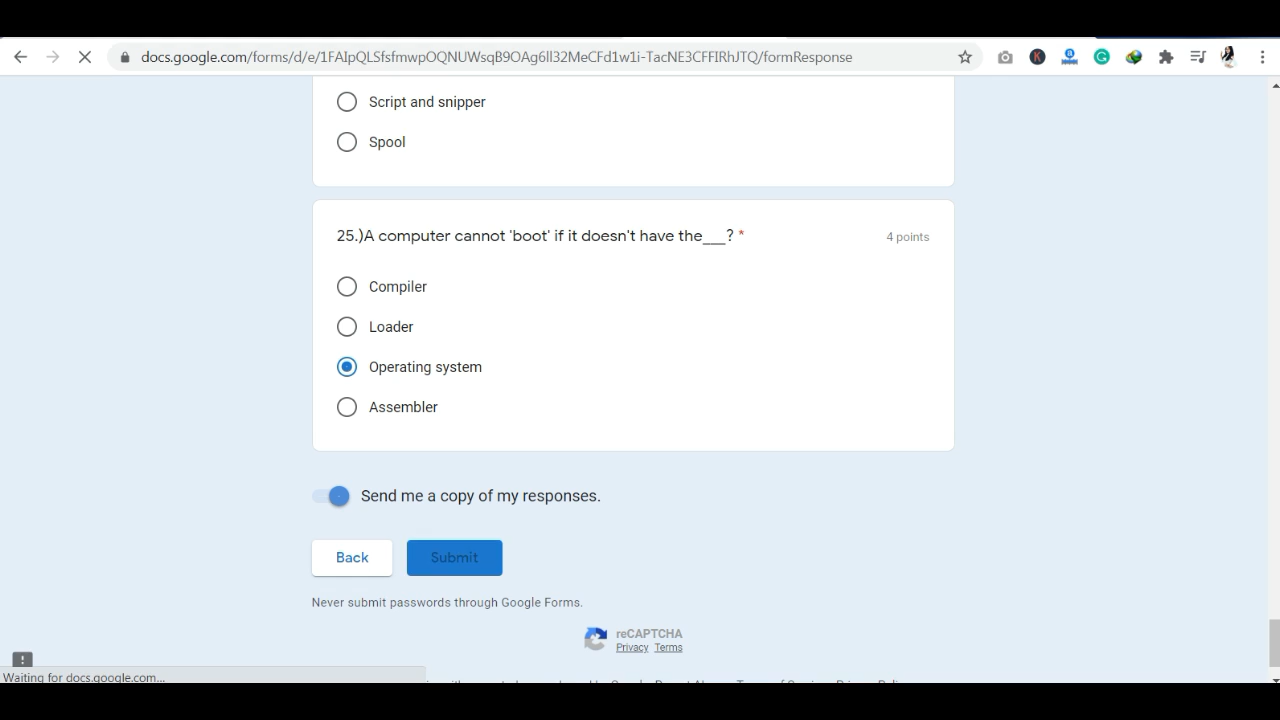 docs.google.com/forms/d/e/1FAIpQLSfsfmwpOQNUWsqB9OAg6ll32MeCFd1w1i-TacNE3CFFIRhJTQ/formResponse
Script and snipper
Spool
25.)A computer cannot 'boot' if it doesn't have the___? *
4 points
Compiler
Loader
Operating system
Assembler
Send me a copy of my responses.
Back
Submit
Never submit passwords through Google Forms.
reCAPTCHA
Privacy Terms
Waiting for docs.google.com...